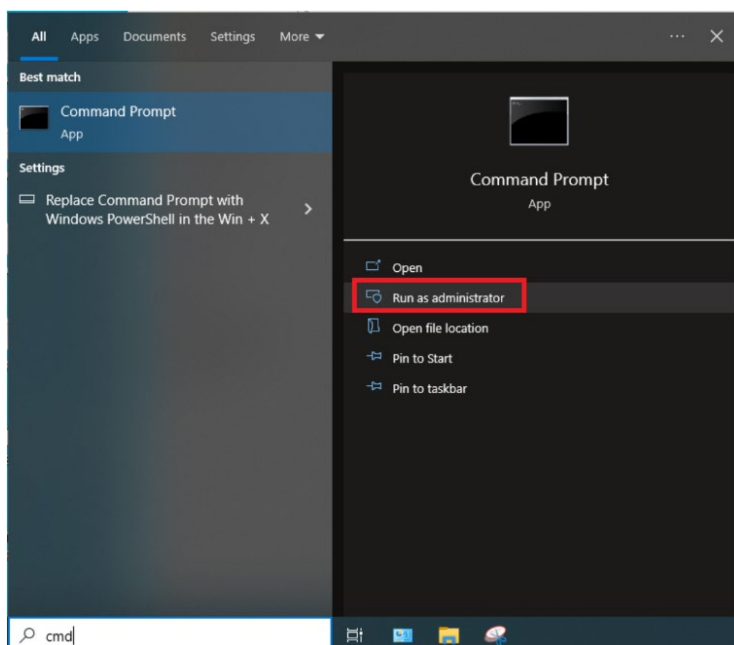 All Apps Documents Settings More
Best match
Command Prompt
App
Settings
Replace Command Prompt with
Windows PowerShell in the Win + X
Command Prompt
App
Open
Run as administrator
Open file location
Pin to Start
Pin to taskbar
cmd